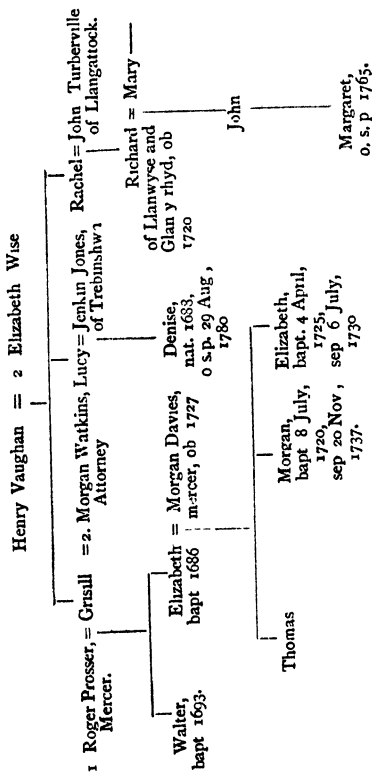 Henry Vaughan = 2 Elizabeth Wise
1 Roger Prosser, = Grisill = 2. Morgan Watkins, Lucy = Jenkin Jones, Rachel = John Turberville
Mercer. Attorney of Trebinshwn of Llangattock.
Walter, Elizabeth = Morgan Davies, Denise, Richard = Mary
bapt 1693. bapt 1686 mercer, ob 1727 nat. 1688, of Llanwyse and
o s.p. 29 Aug, Glan y rhyd, ob
1780 1720
Thomas Morgan, Elizabeth, John
bapt 8 July, bapt. 4 April,
1720, 1725,
sep 20 Nov, sep 6 July,
1737. 1730
Margaret,
o. s. p 1765.